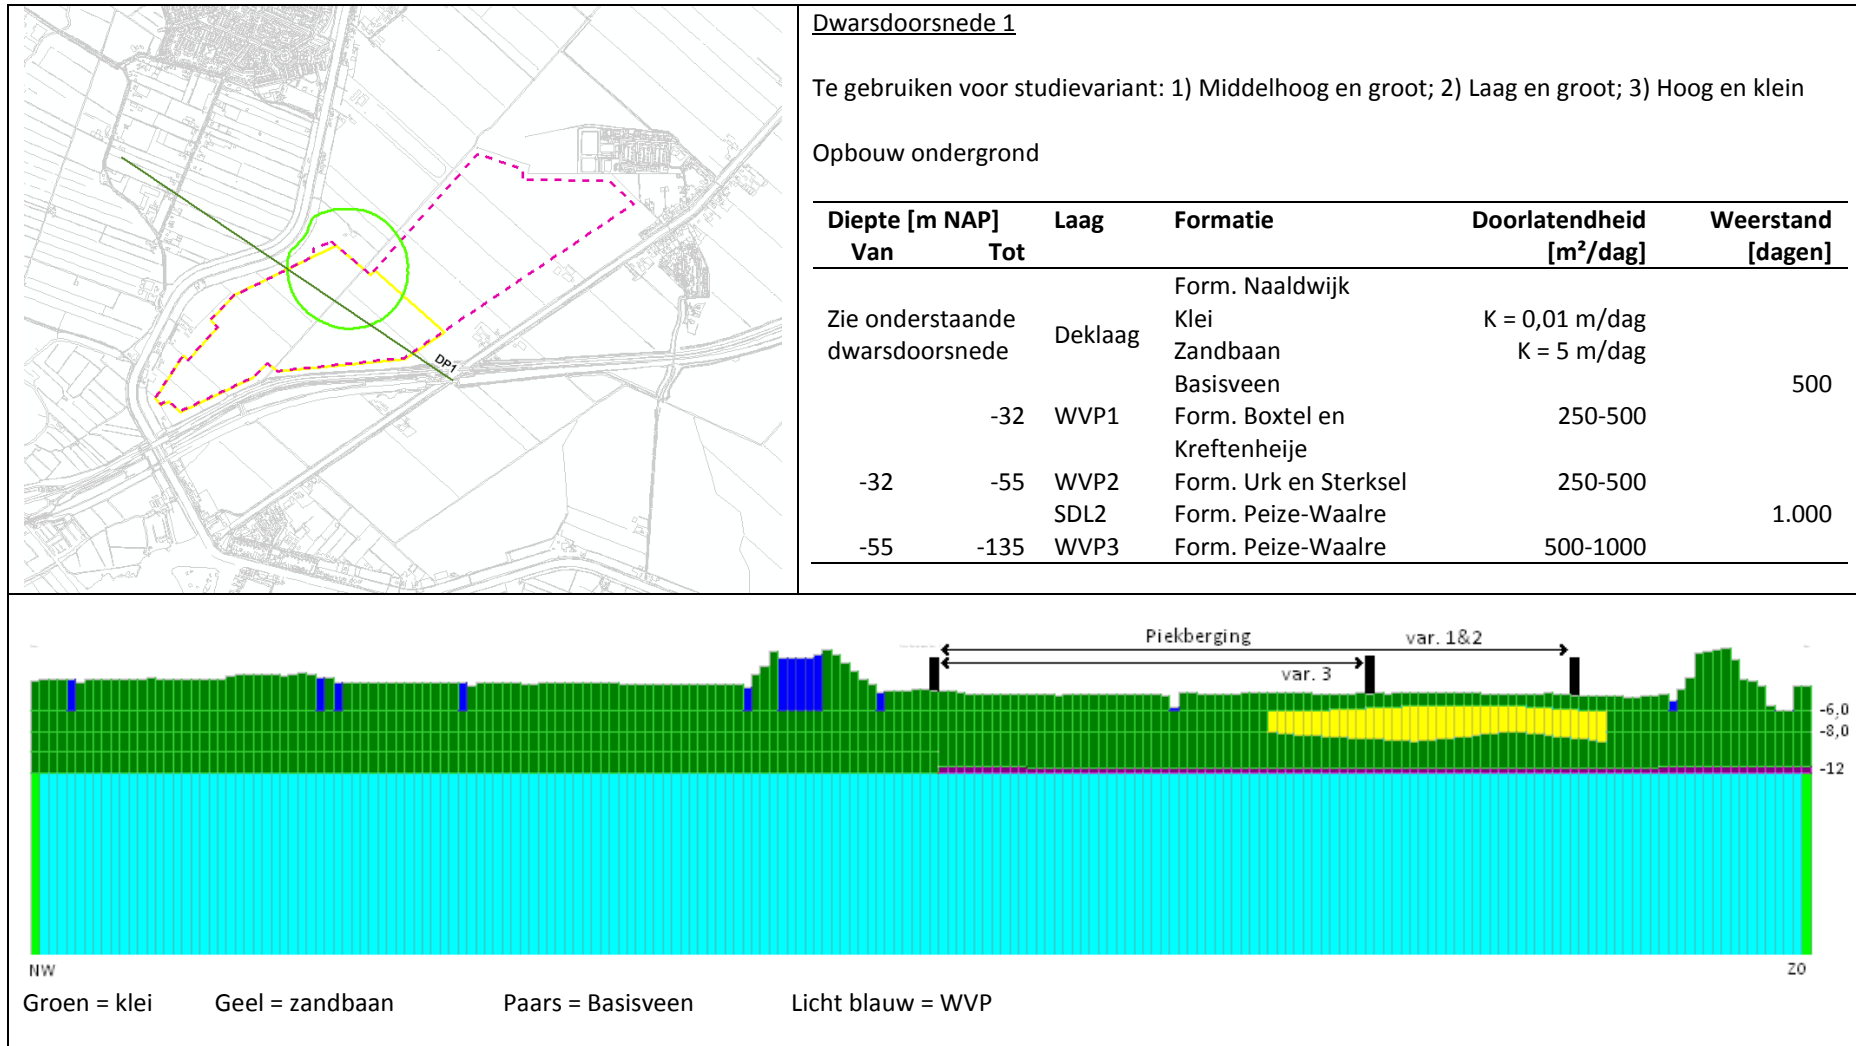 DP1
Dwarsdoorsnede 1
Te gebruiken voor studievariant: 1) Middelhoog en groot; 2) Laag en groot; 3) Hoog en klein
Opbouw ondergrond
Diepte [m NAP] Laag Formatie Doorlatendheid Weerstand
Van Tot [m²/dag] [dagen]
Form. Naaldwijk
Zie onderstaande Klei K = 0,01 m/dag
Deklaag
dwarsdoorsnede Zandbaan K = 5 m/dag
Basisveen 500
-32 WVP1 Form. Boxtel en 250-500
Kreftenheije
-32 -55 WVP2 Form. Urk en Sterksel 250-500
SDL2 Form. Peize-Waalre 1.000
-55 -135 WVP3 Form. Peize-Waalre 500-1000
Piekberging var. 1&2
var. 3
-6,0
-8,0
-12
NW ZO
Groen = klei Geel = zandbaan Paars = Basisveen Licht blauw = WVP